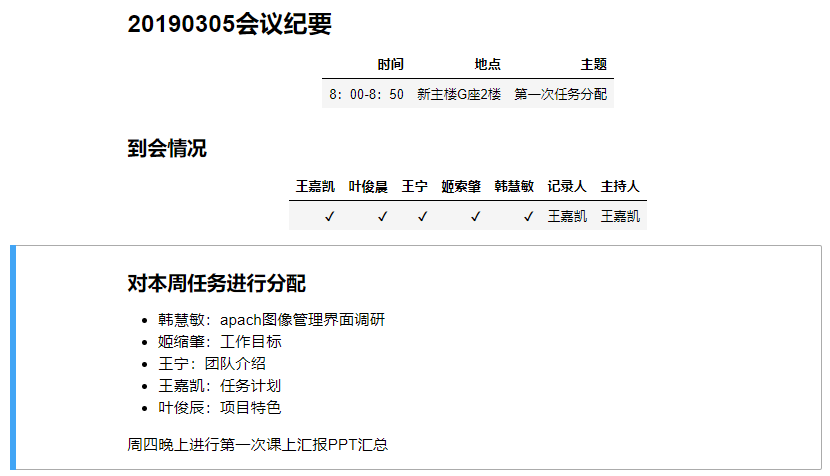 20190305会议纪要
时间 地点 主题
8：00-8：50 新主楼G座2楼 第一次任务分配
到会情况
王嘉凯 叶俊晨 王宁 姬索肇 韩慧敏 记录人 主持人
✓ ✓ ✓ ✓ ✓ 王嘉凯 王嘉凯
对本周任务进行分配
• 韩慧敏：apach图像管理界面调研
• 姬缩肇：工作目标
• 王宁：团队介绍
• 王嘉凯：任务计划
• 叶俊辰：项目特色
周四晚上进行第一次课上汇报PPT汇总